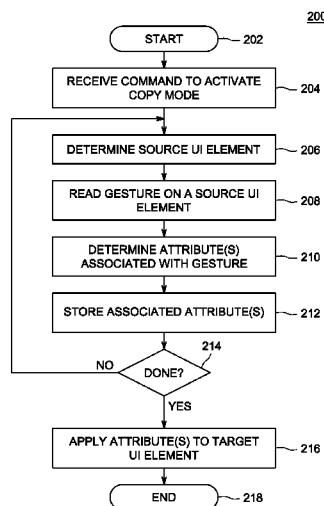 200
START
202
RECEIVE COMMAND TO ACTIVATE
COPY MODE
204
DETERMINE SOURCE UI ELEMENT
206
READ GESTURE ON A SOURCE UI
ELEMENT
208
DETERMINE ATTRIBUTE(S)
ASSOCIATED WITH GESTURE
210
STORE ASSOCIATED ATTRIBUTE(S)
212
214
NO
DONE?
YES
APPLY ATTRIBUTE(S) TO TARGET
UI ELEMENT
216
END
218